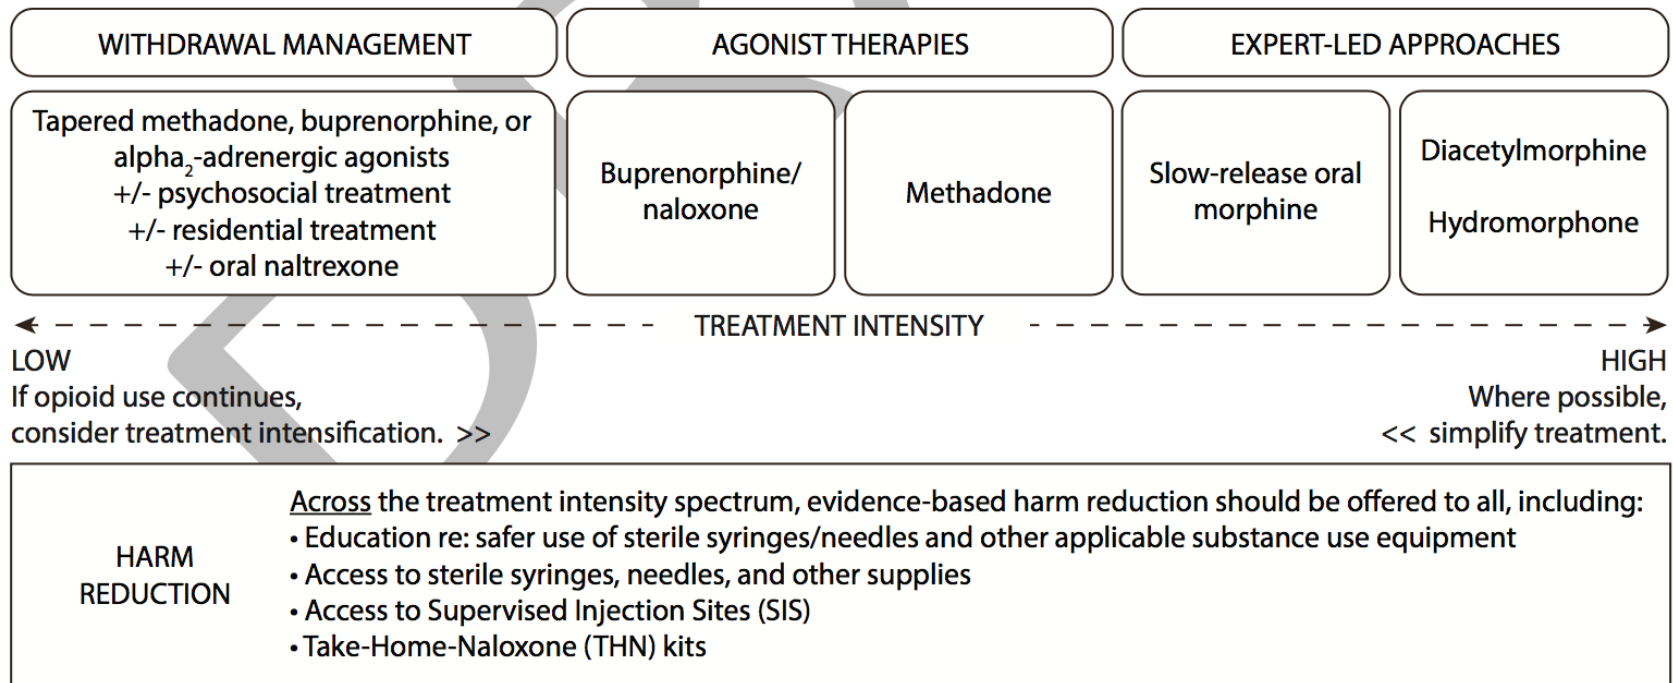 WITHDRAWAL MANAGEMENT
AGONIST THERAPIES
EXPERT-LED APPROACHES
Tapered methadone, buprenorphine, or
alpha₂-adrenergic agonists
+/- psychosocial treatment
+/- residential treatment
+/- oral naltrexone
Buprenorphine/
naloxone
Methadone
Slow-release oral
morphine
Diacetylmorphine
Hydromorphone
TREATMENT INTENSITY
LOW
If opioid use continues,
consider treatment intensification. >>
HIGH
Where possible,
<< simplify treatment.
HARM
REDUCTION
Across the treatment intensity spectrum, evidence-based harm reduction should be offered to all, including:
• Education re: safer use of sterile syringes/needles and other applicable substance use equipment
• Access to sterile syringes, needles, and other supplies
• Access to Supervised Injection Sites (SIS)
• Take-Home-Naloxone (THN) kits